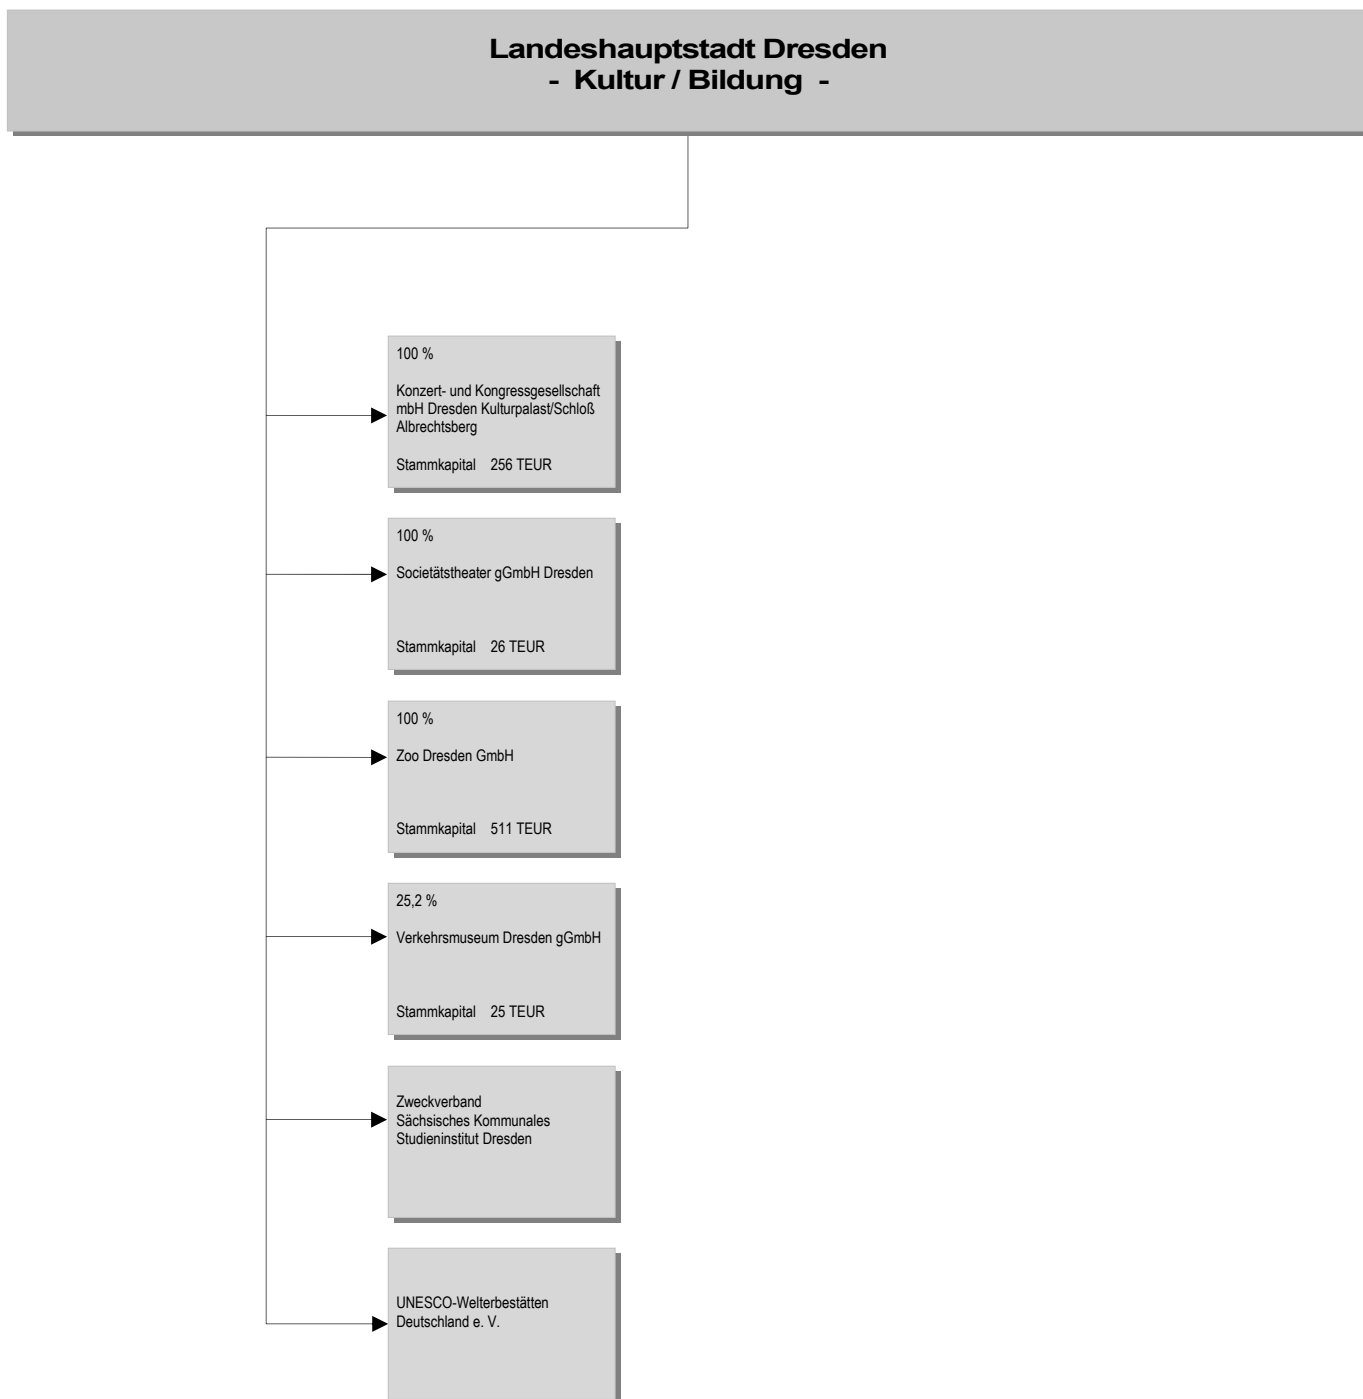 Landeshauptstadt Dresden
- Kultur / Bildung -
100 %
Konzert- und Kongressgesellschaft
mbH Dresden Kulturpalast/Schloß
Albrechtsberg
Stammkapital 256 TEUR
100 %
Societätstheater gGmbH Dresden
Stammkapital 26 TEUR
100 %
Zoo Dresden GmbH
Stammkapital 511 TEUR
25,2 %
Verkehrsmuseum Dresden gGmbH
Stammkapital 25 TEUR
Zweckverband
Sächsisches Kommunales
Studieninstitut Dresden
UNESCO-Welterbestätten
Deutschland e. V.